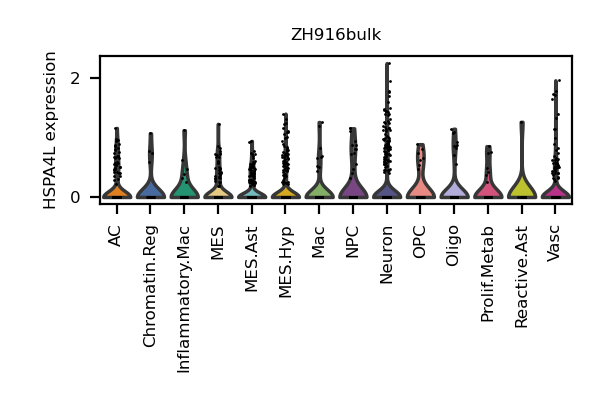 ZH916bulk
HSPA4L expression
2
0
AC
Chromatin.Reg
Inflammatory.Mac
MES
MES.Ast
MES.Hyp
Mac
NPC
Neuron
OPC
Oligo
Prolif.Metab
Reactive.Ast
Vasc